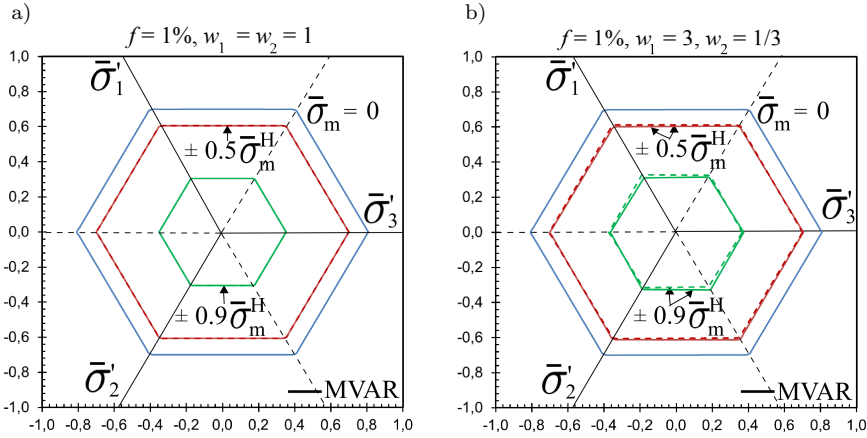 a)
f = 1%, w1 = w2 = 1
1,0
0,8
0,6
0,4
0,2
0,0
-0,2
-0,4
-0,6
-0,8
-1,0
-1,0 -0,8 -0,6 -0,4 -0,2 0,0 0,2 0,4 0,6 0,8 1,0
σ̄'1
σ̄m = 0
± 0.5σ̄mH
σ̄'3
± 0.9σ̄mH
σ̄'2
MVAR
b)
f = 1%, w1 = 3, w2 = 1/3
1,0
0,8
0,6
0,4
0,2
0,0
-0,2
-0,4
-0,6
-0,8
-1,0
-1,0 -0,8 -0,6 -0,4 -0,2 0,0 0,2 0,4 0,6 0,8 1,0
σ̄'1
σ̄m = 0
± 0.5σ̄mH
σ̄'3
± 0.9σ̄mH
σ̄'2
MVAR